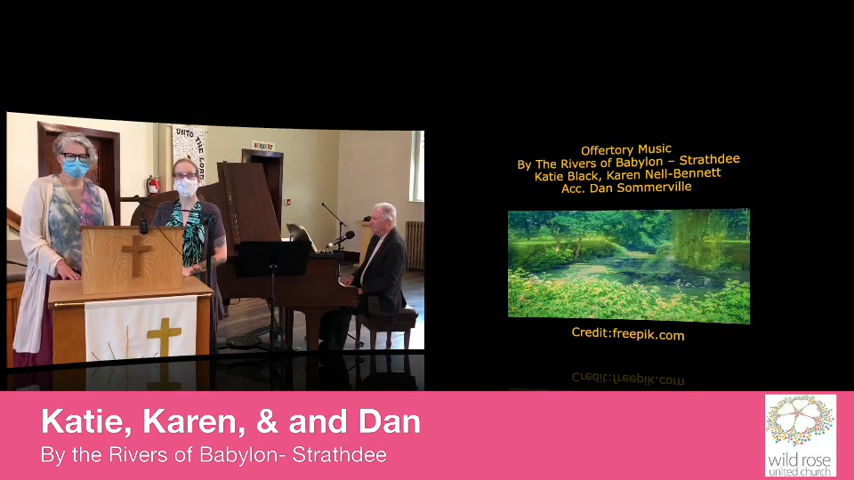 UNTO THE LORD
Offertory Music
By The Rivers of Babylon – Strathdee
Katie Black, Karen Nell-Bennett
Acc. Dan Sommerville
Credit:freepik.com
Credit:freepik.com
Katie, Karen, & and Dan
By the Rivers of Babylon- Strathdee
wild rose
united church